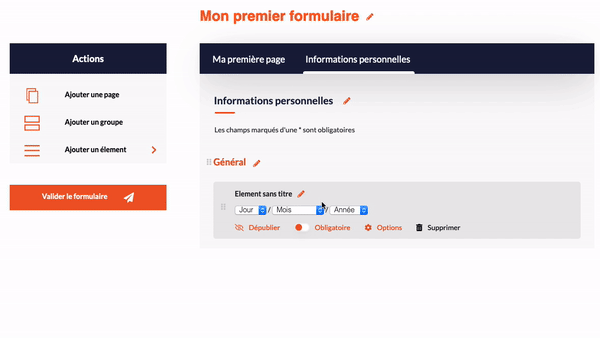 Mon premier formulaire
Actions
Ajouter une page
Ajouter un groupe
Ajouter un élement
Valider le formulaire
Ma première page
Informations personnelles
Informations personnelles
Les champs marqués d'une * sont obligatoires
Général
Element sans titre
Jour / Mois / Année
Dépublier Obligatoire Options Supprimer